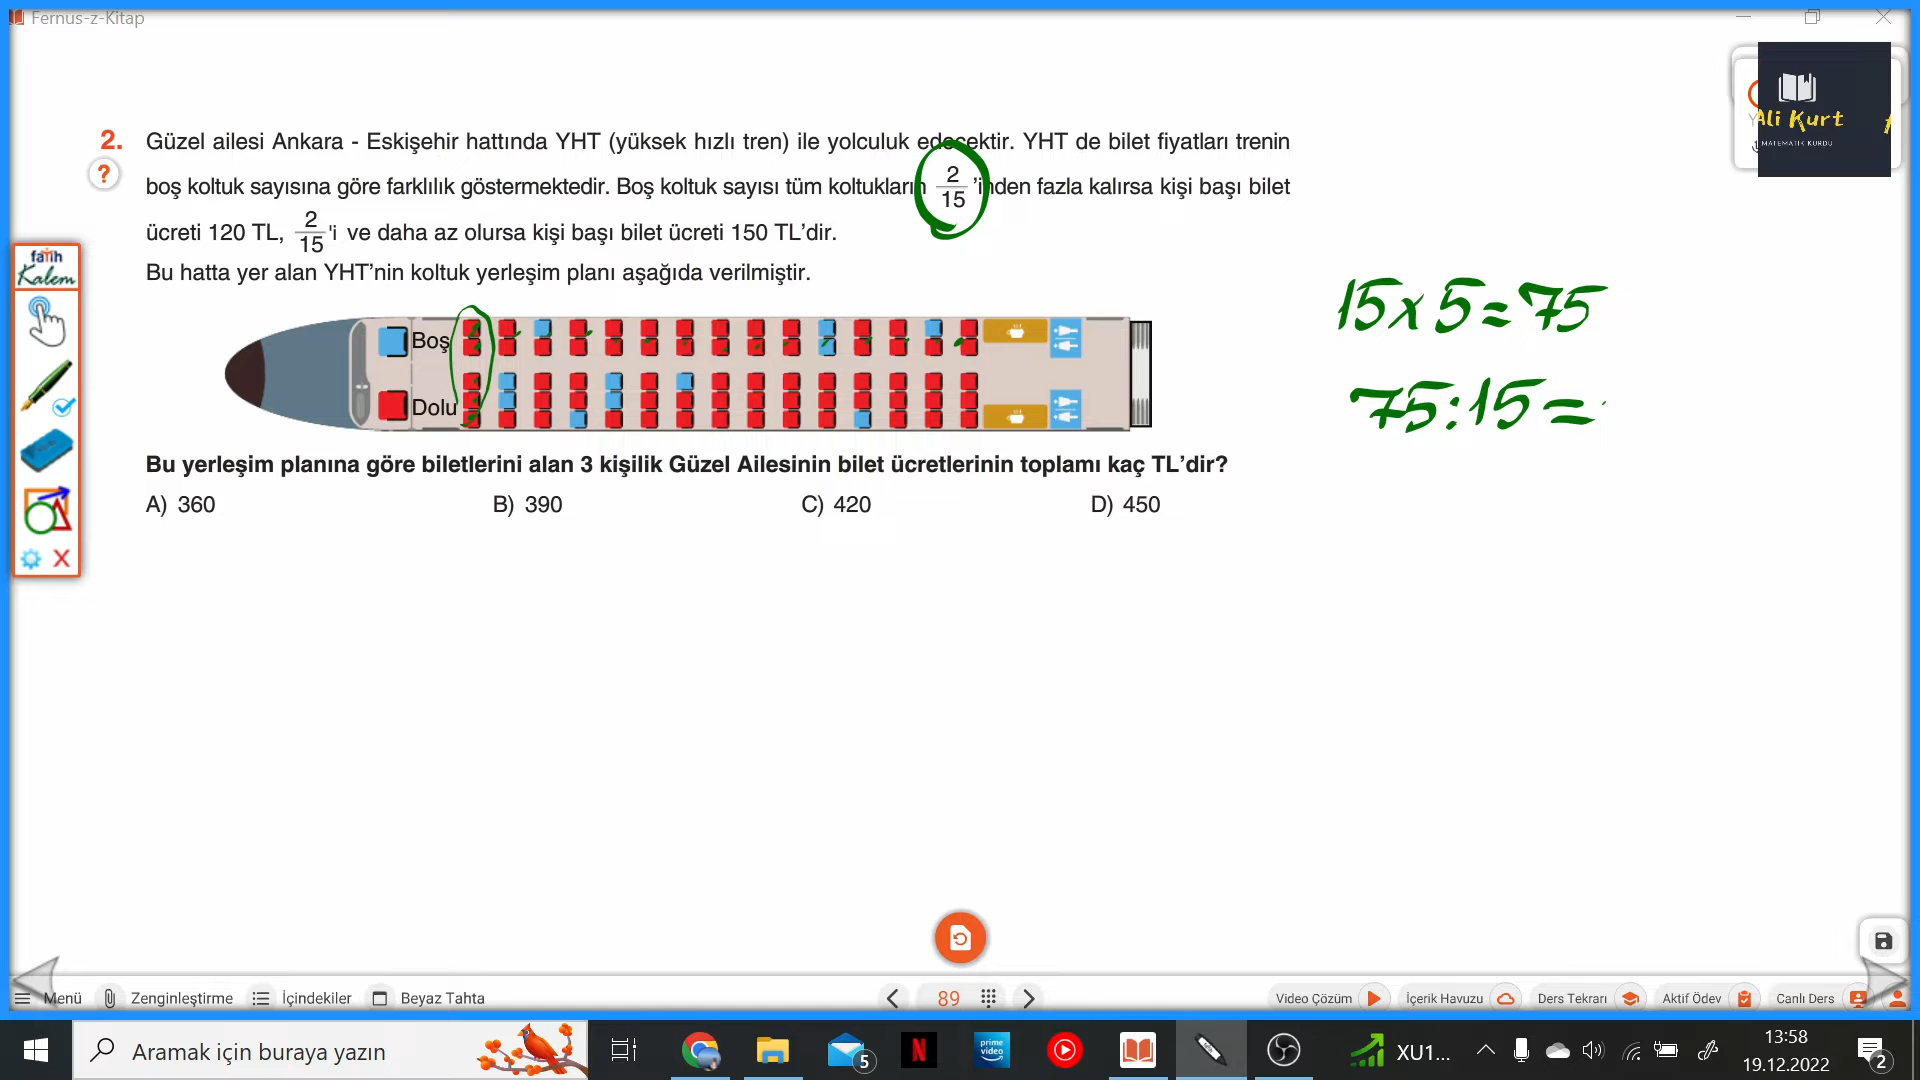 Fernus-z-Kitap
Ali Kurt
MATEMATİK KURDU
2. Güzel ailesi Ankara - Eskişehir hattında YHT (yüksek hızlı tren) ile yolculuk edecektir. YHT de bilet fiyatları trenin
? boş koltuk sayısına göre farklılık göstermektedir. Boş koltuk sayısı tüm koltukların 2/15 'inden fazla kalırsa kişi başı bilet
ücreti 120 TL, 2/15 'i ve daha az olursa kişi başı bilet ücreti 150 TL’dir.
Bu hatta yer alan YHT’nin koltuk yerleşim planı aşağıda verilmiştir.
fatih
Kalem
15x5=75
75:15=
Boş
Dolu
Bu yerleşim planına göre biletlerini alan 3 kişilik Güzel Ailesinin bilet ücretlerinin toplamı kaç TL’dir?
A) 360 B) 390 C) 420 D) 450
Menü Zenginleştirme İçindekiler Beyaz Tahta 89 Video Çözüm İçerik Havuzu Ders Tekrarı Aktif Ödev Canlı Ders
Aramak için buraya yazın
5
N
prime video
XU1...
13:58
19.12.2022
2